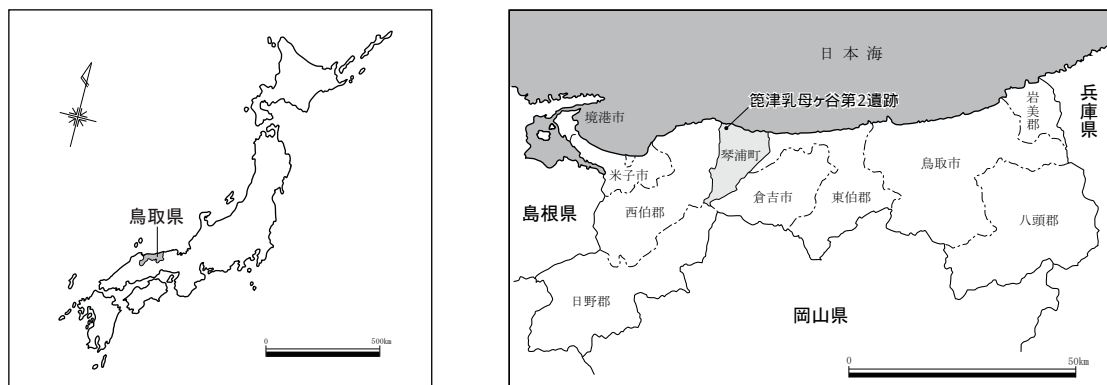 鳥取県
0
500km
日 本 海
箆津乳母ヶ谷第2遺跡
兵庫県
岩美郡
境港市
琴浦町
鳥取市
米子市
倉吉市
東伯郡
島根県
西伯郡
八頭郡
日野郡
岡山県
0
50km